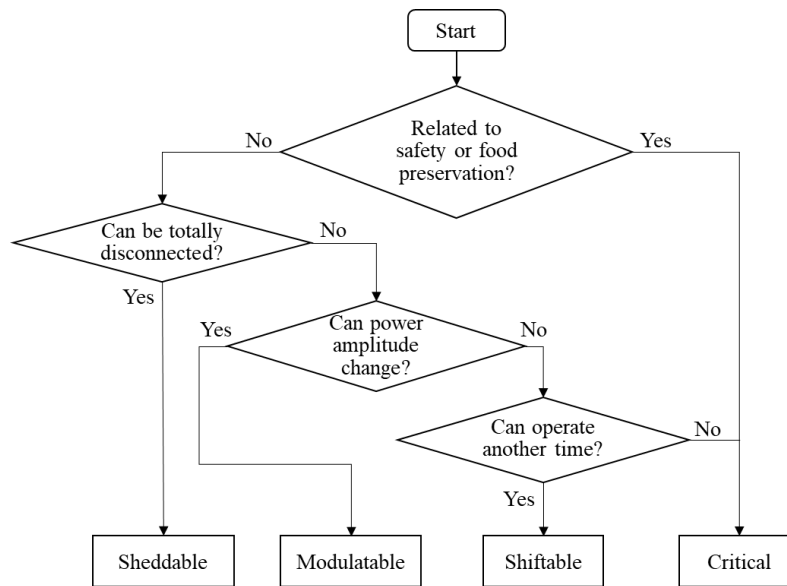 Start
Related to
safety or food
preservation?
No
Yes
Can be totally
disconnected?
No
Yes
Can power
amplitude
change?
Yes
No
Can operate
another time?
No
Yes
Sheddable
Modulatable
Shiftable
Critical